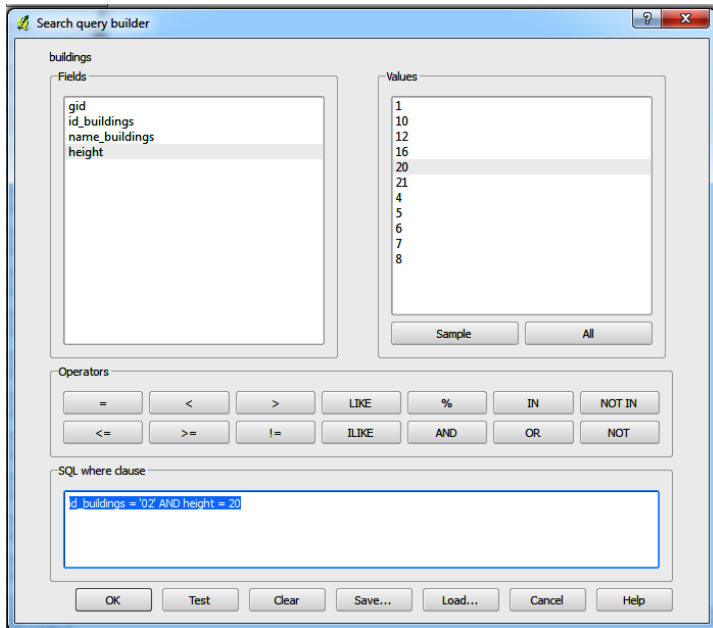 Search query builder
buildings
Fields
gid
id_buildings
name_buildings
height
Values
1
10
12
16
20
21
4
5
6
7
8
Sample All
Operators
= < > LIKE % IN NOT IN
<= >= != ILIKE AND OR NOT
SQL where clause
id_buildings = '02' AND height = 20
OK Test Clear Save... Load... Cancel Help